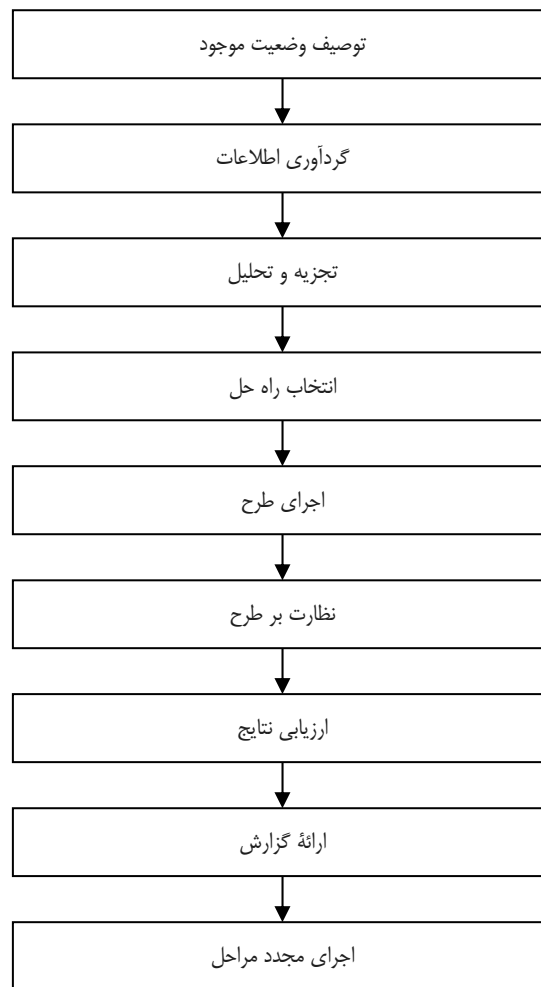 توصیف وضعیت موجود
گردآوری اطلاعات
تجزیه و تحلیل
انتخاب راه حل
اجرای طرح
نظارت بر طرح
ارزیابی نتایج
ارائهٔ گزارش
اجرای مجدد مراحل